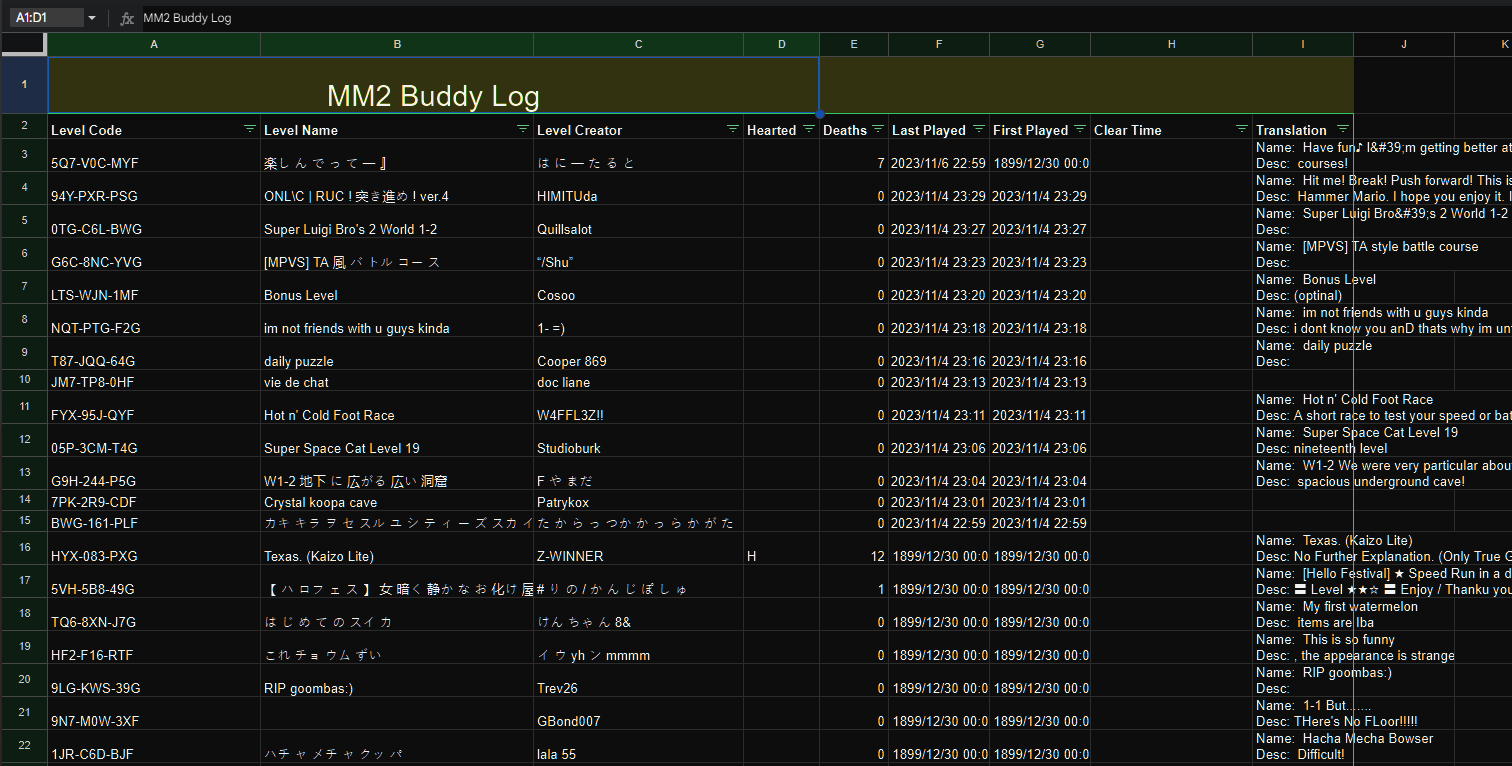 A1:D1 fx MM2 Buddy Log
A B C D E F G H I J K
1 MM2 Buddy Log
2 Level Code Level Name Level Creator Hearted Deaths Last Played First Played Clear Time Translation
3 5Q7-V0C-MYF 楽しんでって一』 はに一たると 7 2023/11/6 22:59 1899/12/30 00:0 Name: Have fun♪ I&#39;m getting better at
Desc: courses!
4 94Y-PXR-PSG ONL\C | RUC ! 突き進め ! ver.4 HIMITUda 0 2023/11/4 23:29 2023/11/4 23:29 Name: Hit me! Break! Push forward! This is
Desc: Hammer Mario. I hope you enjoy it. I
5 0TG-C6L-BWG Super Luigi Bro's 2 World 1-2 Quillsalot 0 2023/11/4 23:27 2023/11/4 23:27 Name: Super Luigi Bro&#39;s 2 World 1-2
Desc:
6 G6C-8NC-YVG [MPVS] TA 風 バトル コース “/Shu” 0 2023/11/4 23:23 2023/11/4 23:23 Name: [MPVS] TA style battle course
Desc:
7 LTS-WJN-1MF Bonus Level Cosoo 0 2023/11/4 23:20 2023/11/4 23:20 Name: Bonus Level
Desc: (optinal)
8 NQT-PTG-F2G im not friends with u guys kinda 1- =) 0 2023/11/4 23:18 2023/11/4 23:18 Name: im not friends with u guys kinda
Desc: i dont know you anD thats why im un
9 T87-JQQ-64G daily puzzle Cooper 869 0 2023/11/4 23:16 2023/11/4 23:16 Name: daily puzzle
Desc:
10 JM7-TP8-0HF vie de chat doc liane 0 2023/11/4 23:13 2023/11/4 23:13
11 FYX-95J-QYF Hot n' Cold Foot Race W4FFL3Z!! 0 2023/11/4 23:11 2023/11/4 23:11 Name: Hot n' Cold Foot Race
Desc: A short race to test your speed or bat
12 05P-3CM-T4G Super Space Cat Level 19 Studioburk 0 2023/11/4 23:06 2023/11/4 23:06 Name: Super Space Cat Level 19
Desc: nineteenth level
13 G9H-244-P5G W1-2 地下 に 広がる 広い 洞窟 F やまだ 0 2023/11/4 23:04 2023/11/4 23:04 Name: W1-2 We were very particular abou
Desc: spacious underground cave!
14 7PK-2R9-CDF Crystal koopa cave Patrykox 0 2023/11/4 23:01 2023/11/4 23:01
15 BWG-161-PLF カキキラヲセスルユシティーズスカイ たからっつかかっらかがた 0 2023/11/4 22:59 2023/11/4 22:59
16 HYX-083-PXG Texas. (Kaizo Lite) Z-WINNER H 12 1899/12/30 00:0 1899/12/30 00:0 Name: Texas. (Kaizo Lite)
Desc: No Further Explanation. (Only True G
17 5VH-5B8-49G 【ハロフェス】女 暗く 静かな お化け 屋 # りの / かんじぽしゅ 1 1899/12/30 00:0 1899/12/30 00:0 Name: [Hello Festival] ★ Speed Run in a d
Desc: 〓 Level ★★☆ 〓 Enjoy / Thanku you
18 TQ6-8XN-J7G はじめてのスイカ けんちゃん 8& 0 1899/12/30 00:0 1899/12/30 00:0 Name: My first watermelon
Desc: items are lba
19 HF2-F16-RTF これ チョウム ずい イウ yh ン mmmm 0 1899/12/30 00:0 1899/12/30 00:0 Name: This is so funny
Desc: , the appearance is strange
20 9LG-KWS-39G RIP goombas:) Trev26 0 1899/12/30 00:0 1899/12/30 00:0 Name: RIP goombas:)
Desc:
21 9N7-M0W-3XF GBond007 0 1899/12/30 00:0 1899/12/30 00:0 Name: 1-1 But.......
Desc: THere's No FLoor!!!!!
22 1JR-C6D-BJF ハチャメチャクッパ lala 55 0 1899/12/30 00:0 1899/12/30 00:0 Name: Hacha Mecha Bowser
Desc: Difficult!